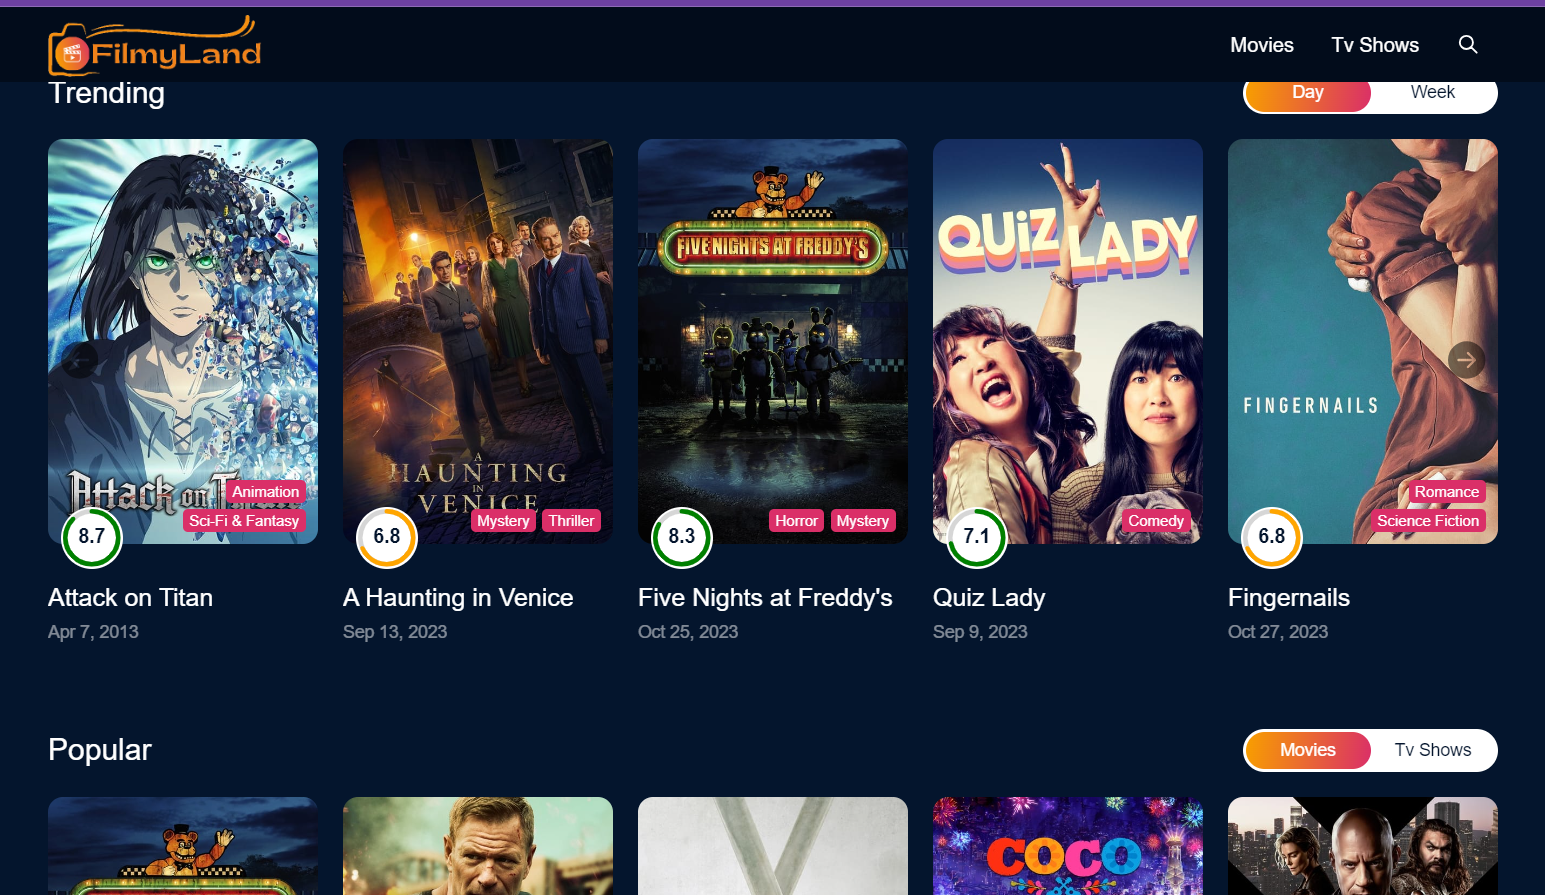 FilmyLand
Movies
Tv Shows
Trending
Day
Week
Attack on T
Animation
Sci-Fi & Fantasy
8.7
Attack on Titan
Apr 7, 2013
A
HAUNTING
IN
VENICE
Mystery
Thriller
6.8
A Haunting in Venice
Sep 13, 2023
FIVE NIGHTS AT FREDDY'S
Horror
Mystery
8.3
Five Nights at Freddy's
Oct 25, 2023
QUiZ
LADY
Comedy
7.1
Quiz Lady
Sep 9, 2023
FINGERNAILS
Romance
Science Fiction
6.8
Fingernails
Oct 27, 2023
Popular
Movies
Tv Shows
COCO